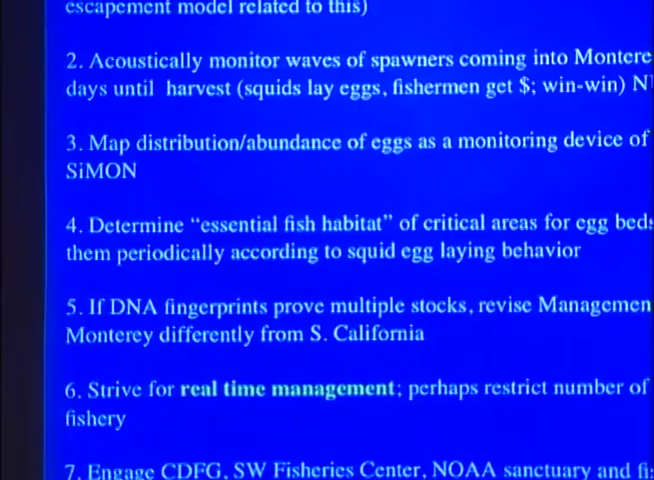 escapement model related to this)
2. Acoustically monitor waves of spawners coming into Montere
days until harvest (squids lay eggs, fishermen get $; win-win) N
3. Map distribution/abundance of eggs as a monitoring device of
SiMON
4. Determine “essential fish habitat” of critical areas for egg beds
them periodically according to squid egg laying behavior
5. If DNA fingerprints prove multiple stocks, revise Managemen
Monterey differently from S. California
6. Strive for real time management; perhaps restrict number of
fishery
7. Engage CDFG, SW Fisheries Center, NOAA sanctuary and fi